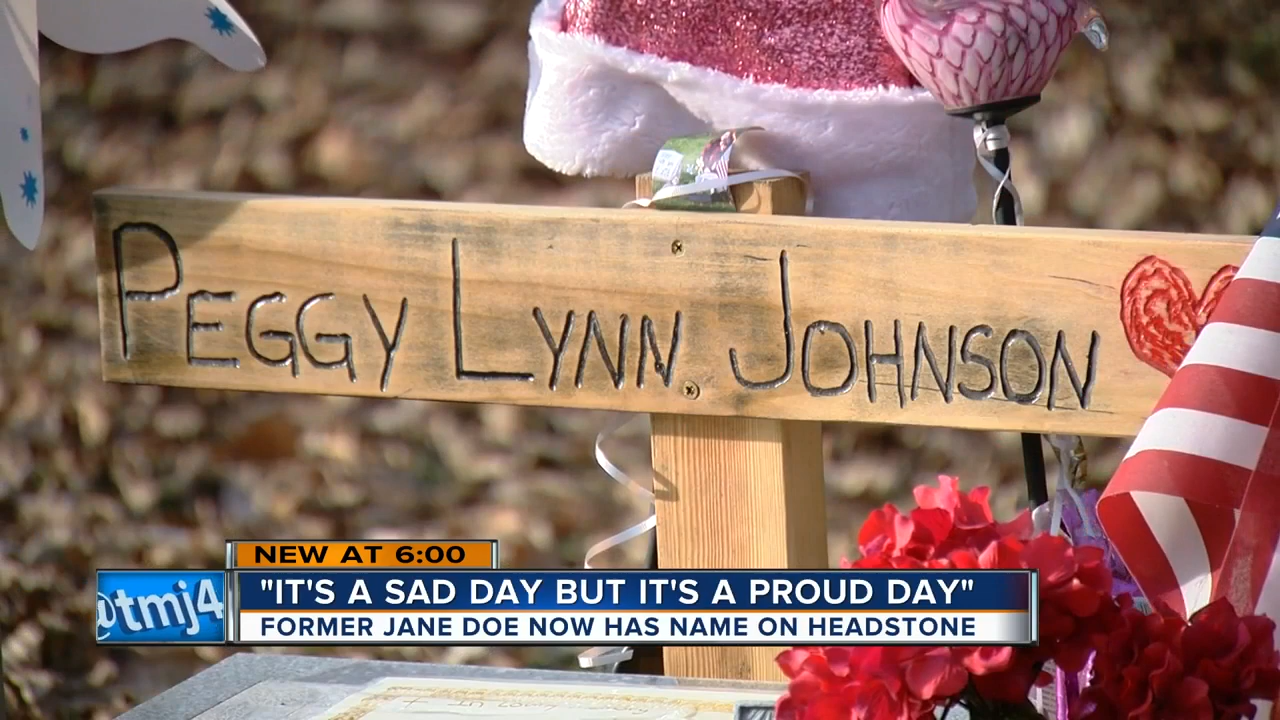 PEGGY LYNN JOHNSON
NEW AT 6:00
@tmj4
"IT'S A SAD DAY BUT IT'S A PROUD DAY"
FORMER JANE DOE NOW HAS NAME ON HEADSTONE